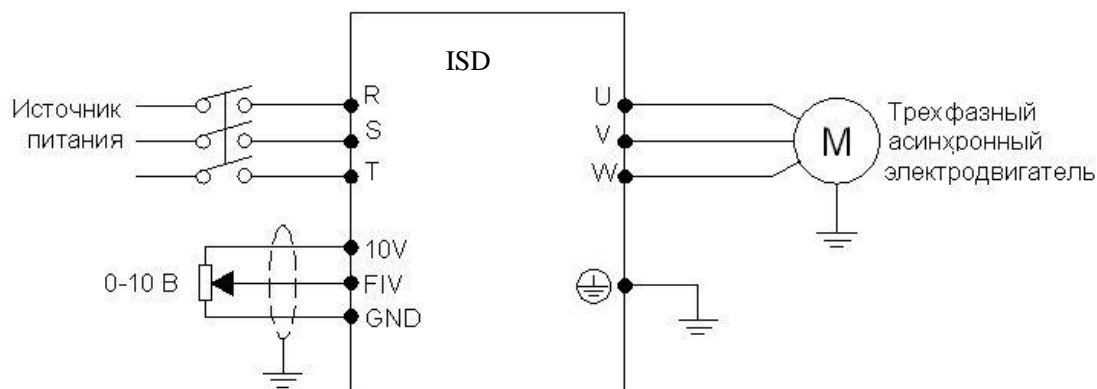 ISD
Источник
питания
R
S
T
U
V
W
M
Трехфазный
асинхронный
электродвигатель
0-10 В
10V
FIV
GND